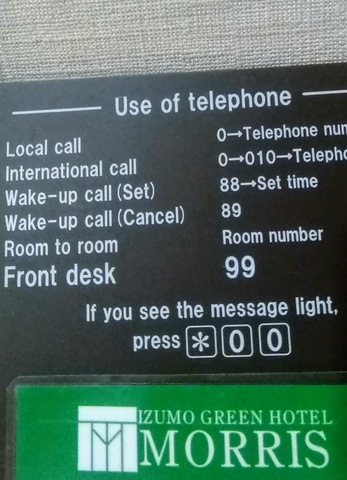 Use of telephone
Local call 0→Telephone num
International call 0→010→Telepho
Wake-up call (Set) 88→Set time
Wake-up call (Cancel) 89
Room to room Room number
Front desk 99
If you see the message light,
press * 0 0
IZUMO GREEN HOTEL
MORRIS